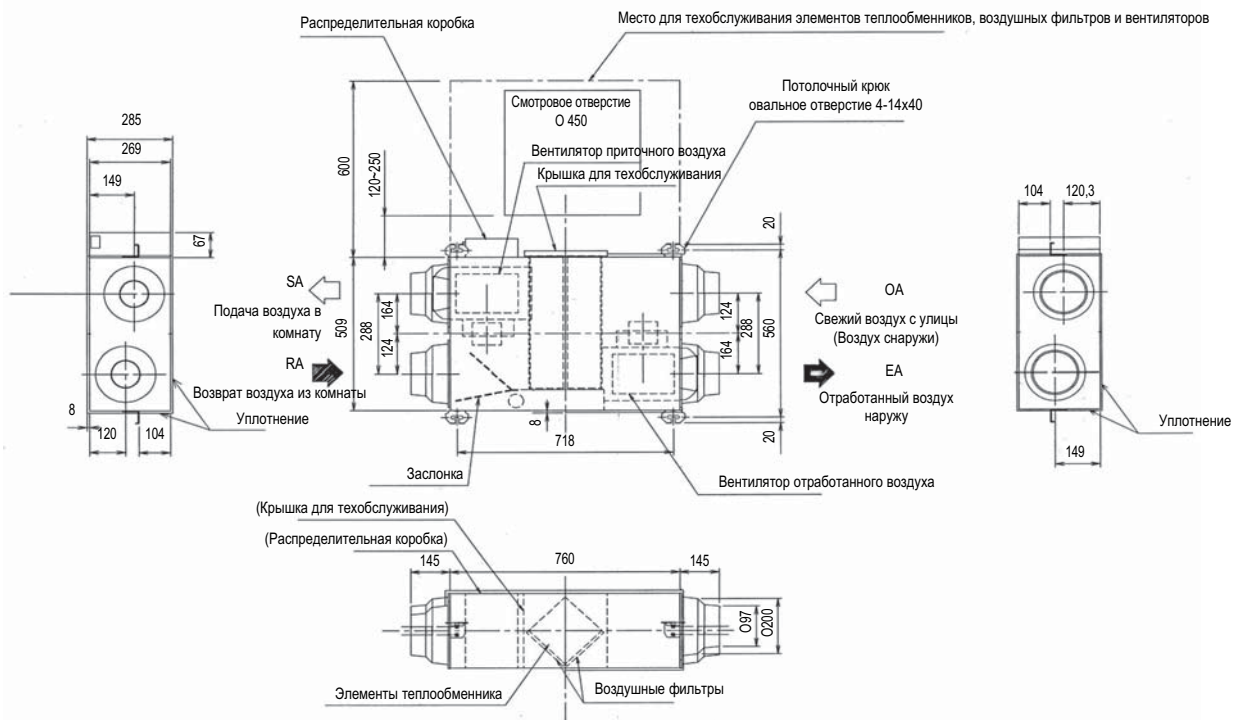 Распределительная коробка
Место для техобслуживания элементов теплообменников, воздушных фильтров и вентиляторов
Смотровое отверстие
O 450
Потолочный крюк
овальное отверстие 4-14x40
Вентилятор приточного воздуха
Крышка для техобслуживания
285
269
149
67
600
120~250
104
120,3
20
SA
Подача воздуха в
комнату
RA
Возврат воздуха из комнаты
Уплотнение
8
120
104
509
288
164
124
124
288
164
560
OA
Свежий воздух с улицы
(Воздух снаружи)
EA
Отработанный воздух
наружу
8
718
20
Уплотнение
149
Заслонка
Вентилятор отработанного воздуха
(Крышка для техобслуживания)
(Распределительная коробка)
145
760
145
O97
O200
Элементы теплообменника
Воздушные фильтры